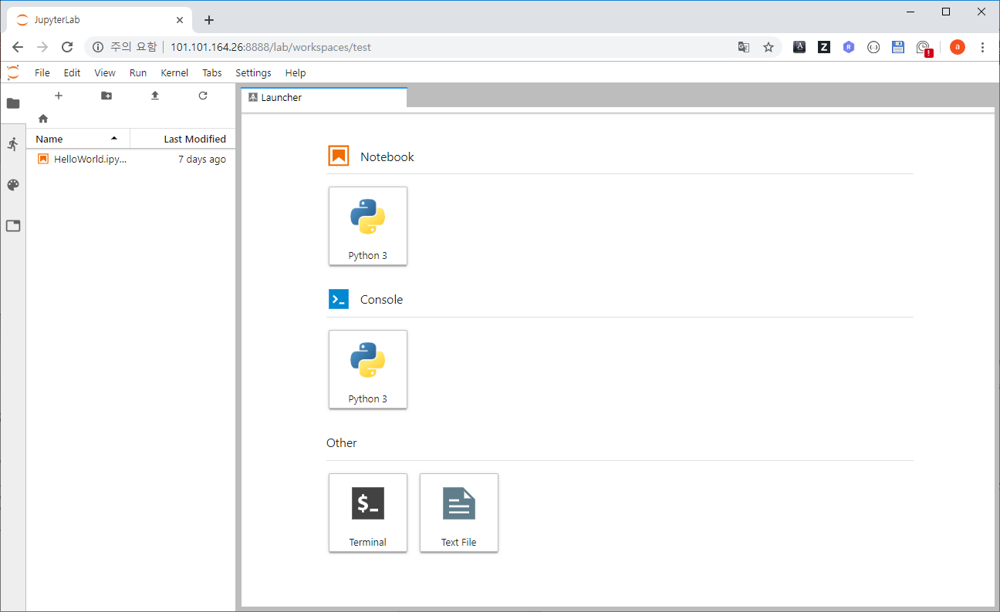 JupyterLab
주의 요함 101.101.164.26:8888/lab/workspaces/test
a
File Edit View Run Kernel Tabs Settings Help
Launcher
Name Last Modified
HelloWorld.ipy... 7 days ago
Notebook
Python 3
Console
Python 3
Other
$_
Terminal Text File